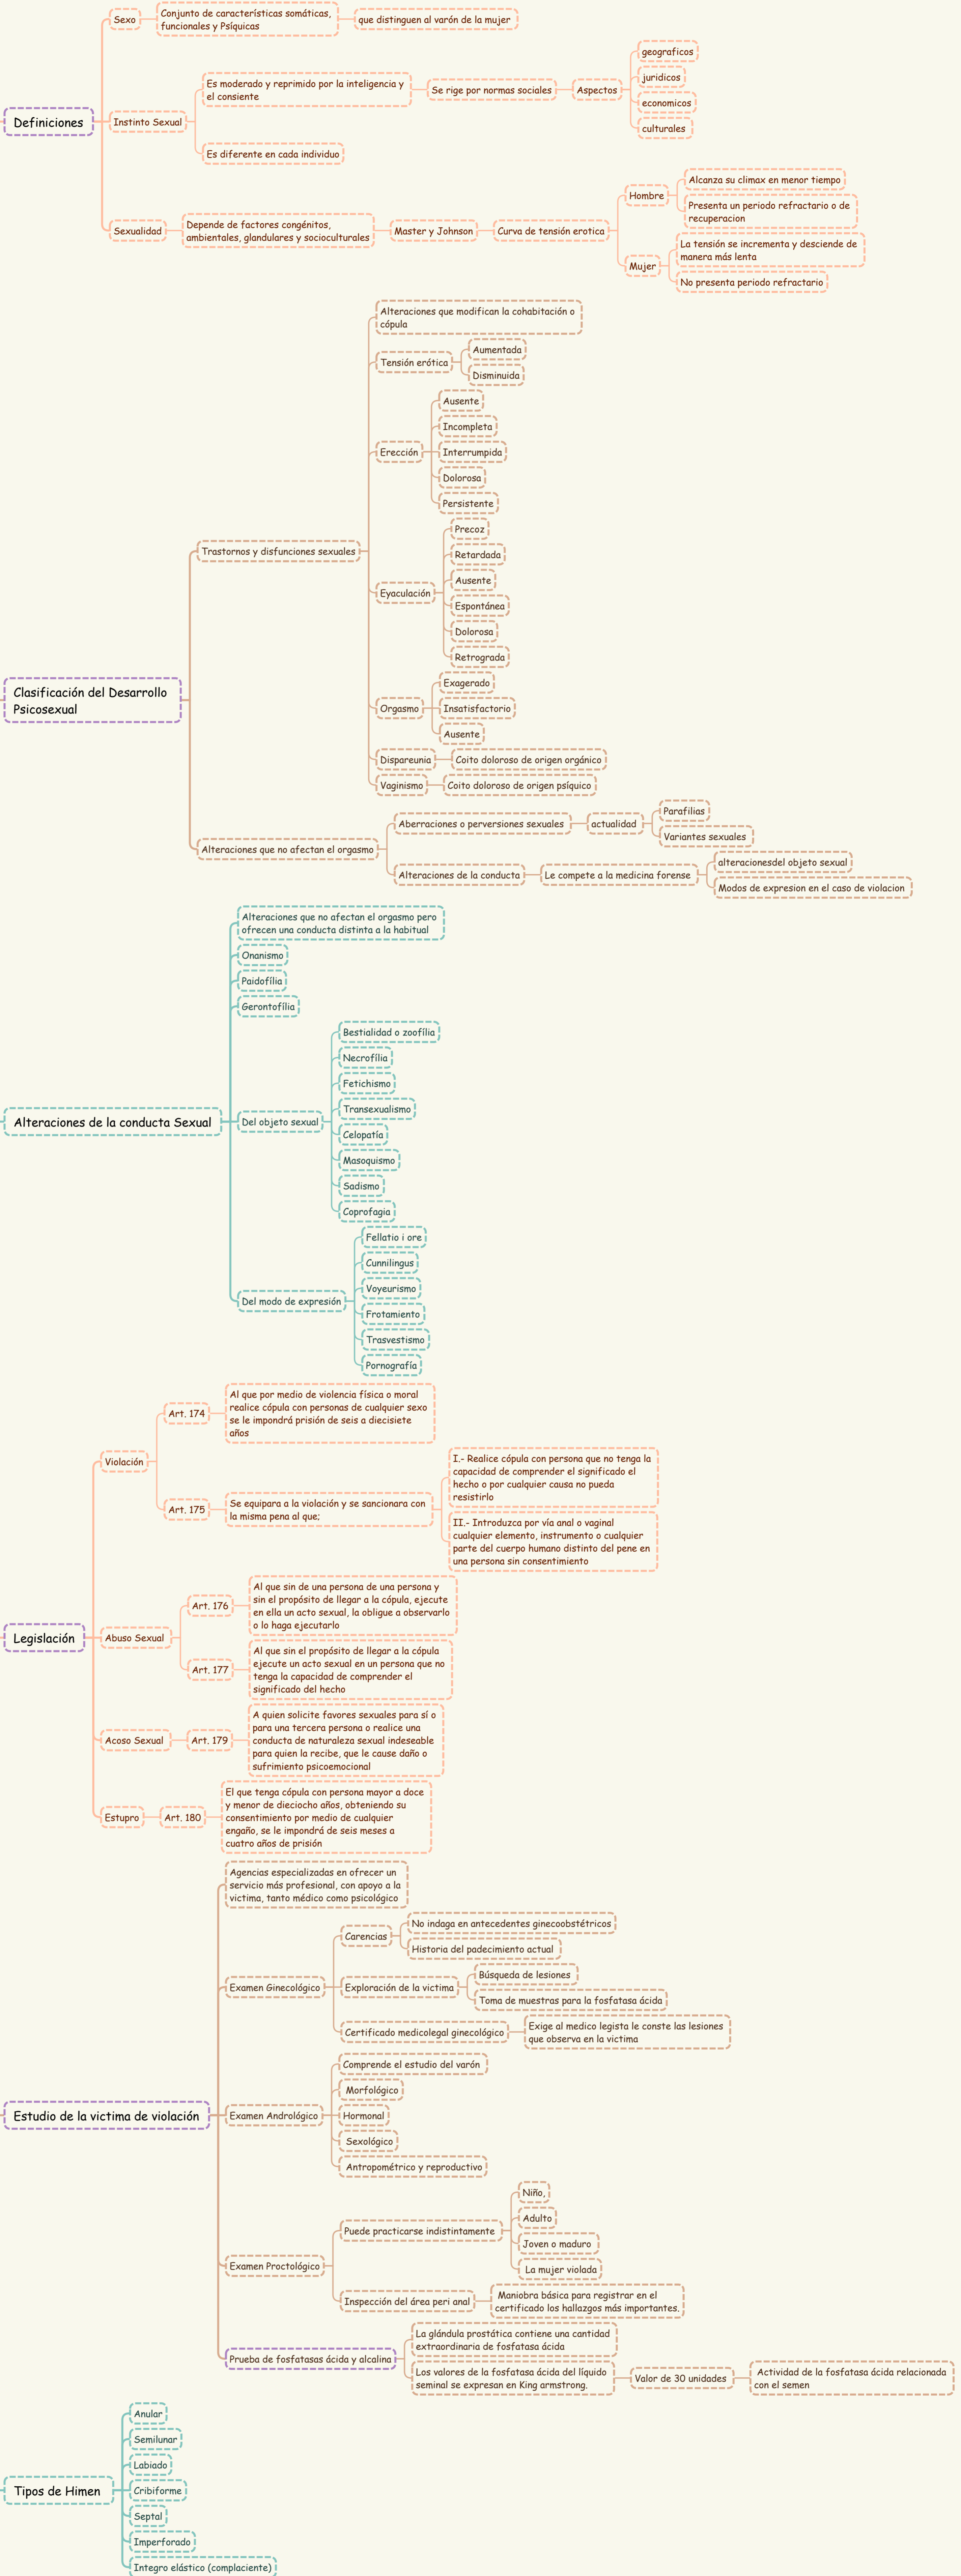 Definiciones
Sexo
Conjunto de características somáticas,
funcionales y Psíquicas
que distinguen al varón de la mujer
Instinto Sexual
Es moderado y reprimido por la inteligencia y
el consiente
Se rige por normas sociales
Aspectos
geograficos
juridicos
economicos
culturales
Es diferente en cada individuo
Sexualidad
Depende de factores congénitos,
ambientales, glandulares y socioculturales
Master y Johnson
Curva de tensión erotica
Hombre
Alcanza su climax en menor tiempo
Presenta un periodo refractario o de
recuperacion
Mujer
La tensión se incrementa y desciende de
manera más lenta
No presenta periodo refractario
Clasificación del Desarrollo
Psicosexual
Trastornos y disfunciones sexuales
Alteraciones que modifican la cohabitación o
cópula
Tensión erótica
Aumentada
Disminuida
Erección
Ausente
Incompleta
Interrumpida
Dolorosa
Persistente
Eyaculación
Precoz
Retardada
Ausente
Espontánea
Dolorosa
Retrograda
Orgasmo
Exagerado
Insatisfactorio
Ausente
Dispareunia
Coito doloroso de origen orgánico
Vaginismo
Coito doloroso de origen psíquico
Alteraciones que no afectan el orgasmo
Aberraciones o perversiones sexuales
actualidad
Parafilias
Variantes sexuales
Alteraciones de la conducta
Le compete a la medicina forense
alteracionesdel objeto sexual
Modos de expresion en el caso de violacion
Alteraciones de la conducta Sexual
Alteraciones que no afectan el orgasmo pero
ofrecen una conducta distinta a la habitual
Onanismo
Paidofília
Gerontofília
Del objeto sexual
Bestialidad o zoofília
Necrofília
Fetichismo
Transexualismo
Celopatía
Masoquismo
Sadismo
Coprofagia
Del modo de expresión
Fellatio i ore
Cunnilingus
Voyeurismo
Frotamiento
Trasvestismo
Pornografía
Legislación
Violación
Art. 174
Al que por medio de violencia física o moral
realice cópula con personas de cualquier sexo
se le impondrá prisión de seis a diecisiete
años
Art. 175
Se equipara a la violación y se sancionara con
la misma pena al que;
I.- Realice cópula con persona que no tenga la
capacidad de comprender el significado el
hecho o por cualquier causa no pueda
resistirlo
II.- Introduzca por vía anal o vaginal
cualquier elemento, instrumento o cualquier
parte del cuerpo humano distinto del pene en
una persona sin consentimiento
Abuso Sexual
Art. 176
Al que sin de una persona de una persona y
sin el propósito de llegar a la cópula, ejecute
en ella un acto sexual, la obligue a observarlo
o lo haga ejecutarlo
Art. 177
Al que sin el propósito de llegar a la cópula
ejecute un acto sexual en un persona que no
tenga la capacidad de comprender el
significado del hecho
Acoso Sexual
Art. 179
A quien solicite favores sexuales para sí o
para una tercera persona o realice una
conducta de naturaleza sexual indeseable
para quien la recibe, que le cause daño o
sufrimiento psicoemocional
Estupro
Art. 180
El que tenga cópula con persona mayor a doce
y menor de dieciocho años, obteniendo su
consentimiento por medio de cualquier
engaño, se le impondrá de seis meses a
cuatro años de prisión
Estudio de la victima de violación
Agencias especializadas en ofrecer un
servicio más profesional, con apoyo a la
victima, tanto médico como psicológico
Examen Ginecológico
Carencias
No indaga en antecedentes ginecoobstétricos
Historia del padecimiento actual
Exploración de la victima
Búsqueda de lesiones
Toma de muestras para la fosfatasa ácida
Certificado medicolegal ginecológico
Exige al medico legista le conste las lesiones
que observa en la victima
Examen Andrológico
Comprende el estudio del varón
Morfológico
Hormonal
Sexológico
Antropométrico y reproductivo
Examen Proctológico
Puede practicarse indistintamente
Niño,
Adulto
Joven o maduro
La mujer violada
Inspección del área peri anal
Maniobra básica para registrar en el
certificado los hallazgos más importantes.
Prueba de fosfatasas ácida y alcalina
La glándula prostática contiene una cantidad
extraordinaria de fosfatasa ácida
Los valores de la fosfatasa ácida del líquido
seminal se expresan en King armstrong.
Valor de 30 unidades
Actividad de la fosfatasa ácida relacionada
con el semen
Tipos de Himen
Anular
Semilunar
Labiado
Cribiforme
Septal
Imperforado
Integro elástico (complaciente)